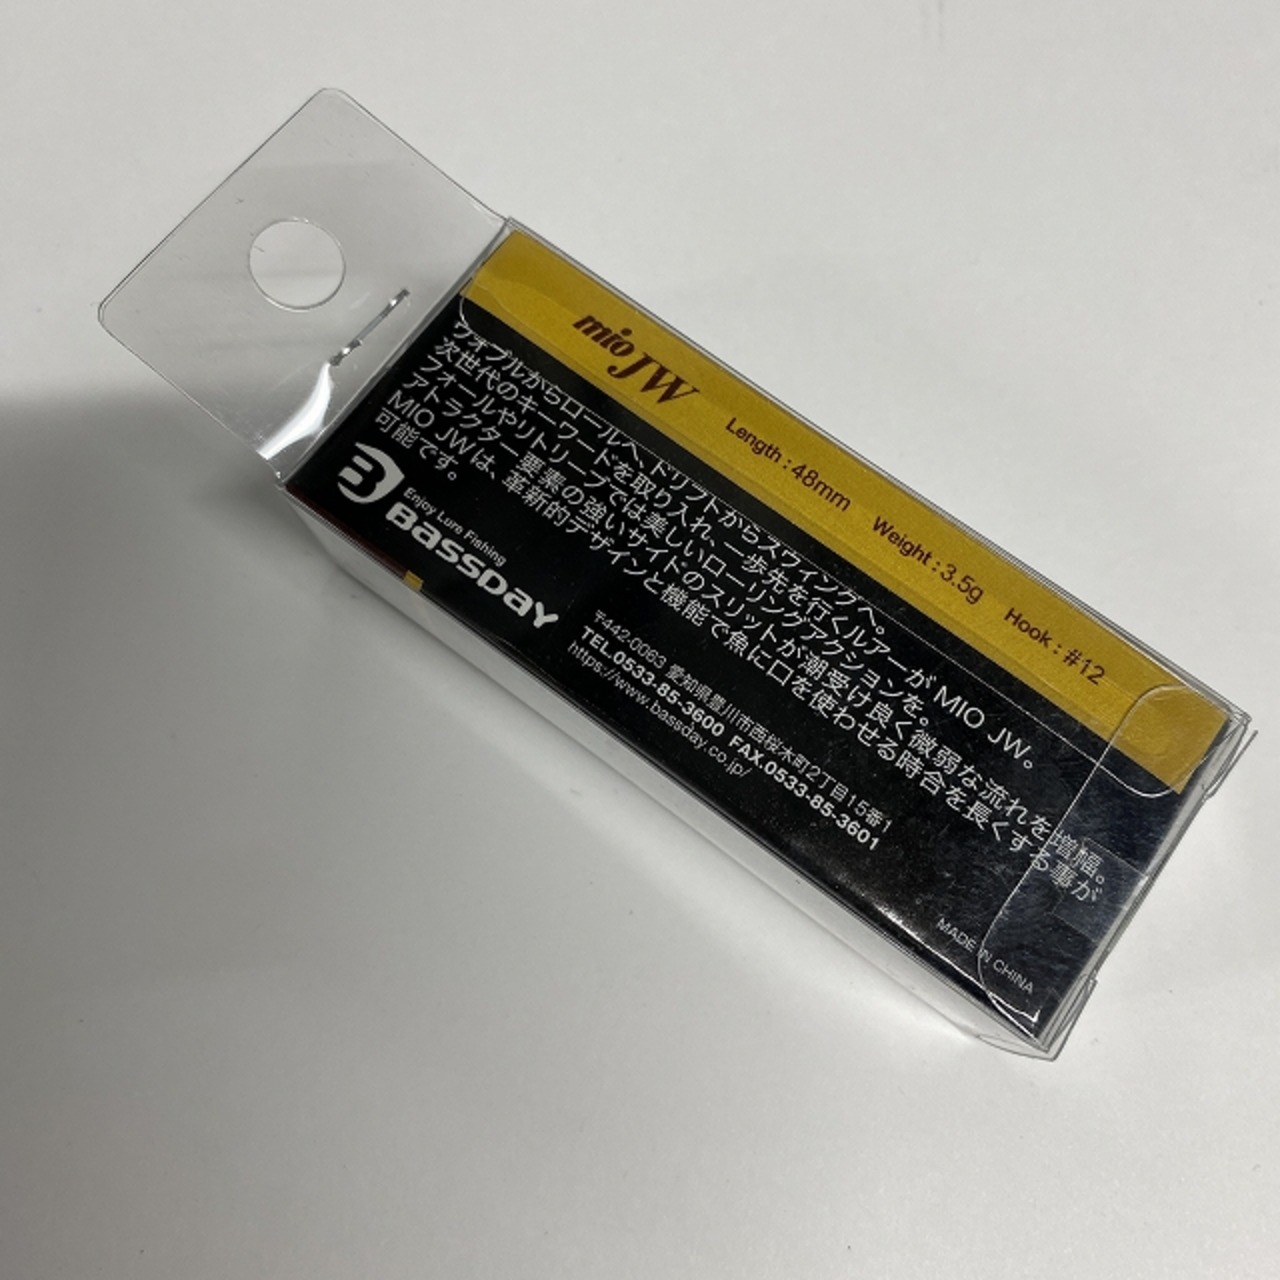 mio JW Length : 48mm Weight : 3.5g Hook : #12
ウォブルからロールへ、ドリフトからスウィングへ。
次世代のキーワードを取り入れ、一歩先を行くルアーが MIO JW。
フォールやリトリーブでは美しいローリングアクションを。
アトラクター要素の強いサイドのスリットが潮受け良く微弱な流れを増幅。
MIO JWは、革新的デザインと機能で魚に口を使わせる時合を長くする事が
可能です。
Enjoy Lure Fishing
BASSDAY
〒442-0063 愛知県豊川市西桜木町2丁目15番1
TEL.0533-85-3600 FAX.0533-85-3601
https://www.bassday.co.jp/
MADE IN CHINA